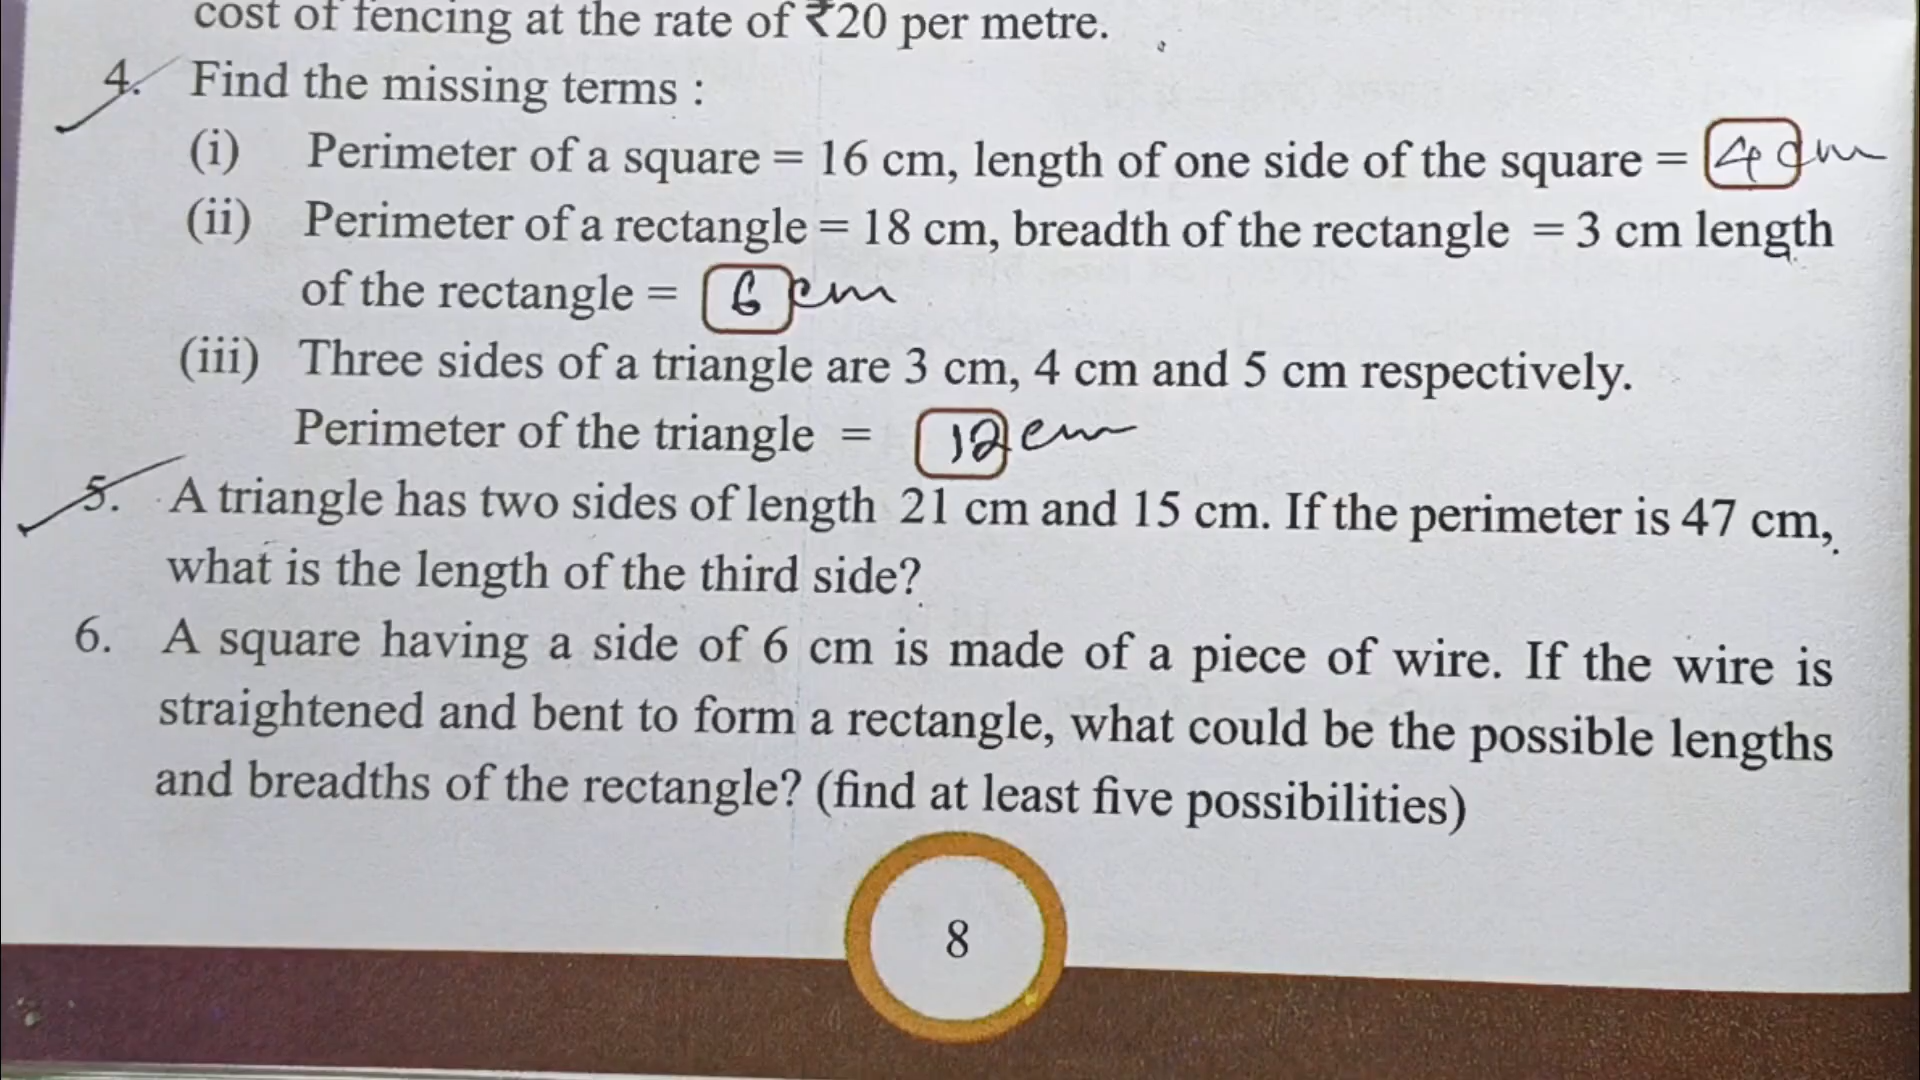 cost of fencing at the rate of ₹20 per metre.
4. Find the missing terms :
(i) Perimeter of a square = 16 cm, length of one side of the square = 4 cm
(ii) Perimeter of a rectangle = 18 cm, breadth of the rectangle = 3 cm length
of the rectangle = 6 cm
(iii) Three sides of a triangle are 3 cm, 4 cm and 5 cm respectively.
Perimeter of the triangle = 12 cm
5. A triangle has two sides of length 21 cm and 15 cm. If the perimeter is 47 cm,
what is the length of the third side?
6. A square having a side of 6 cm is made of a piece of wire. If the wire is
straightened and bent to form a rectangle, what could be the possible lengths
and breadths of the rectangle? (find at least five possibilities)
8